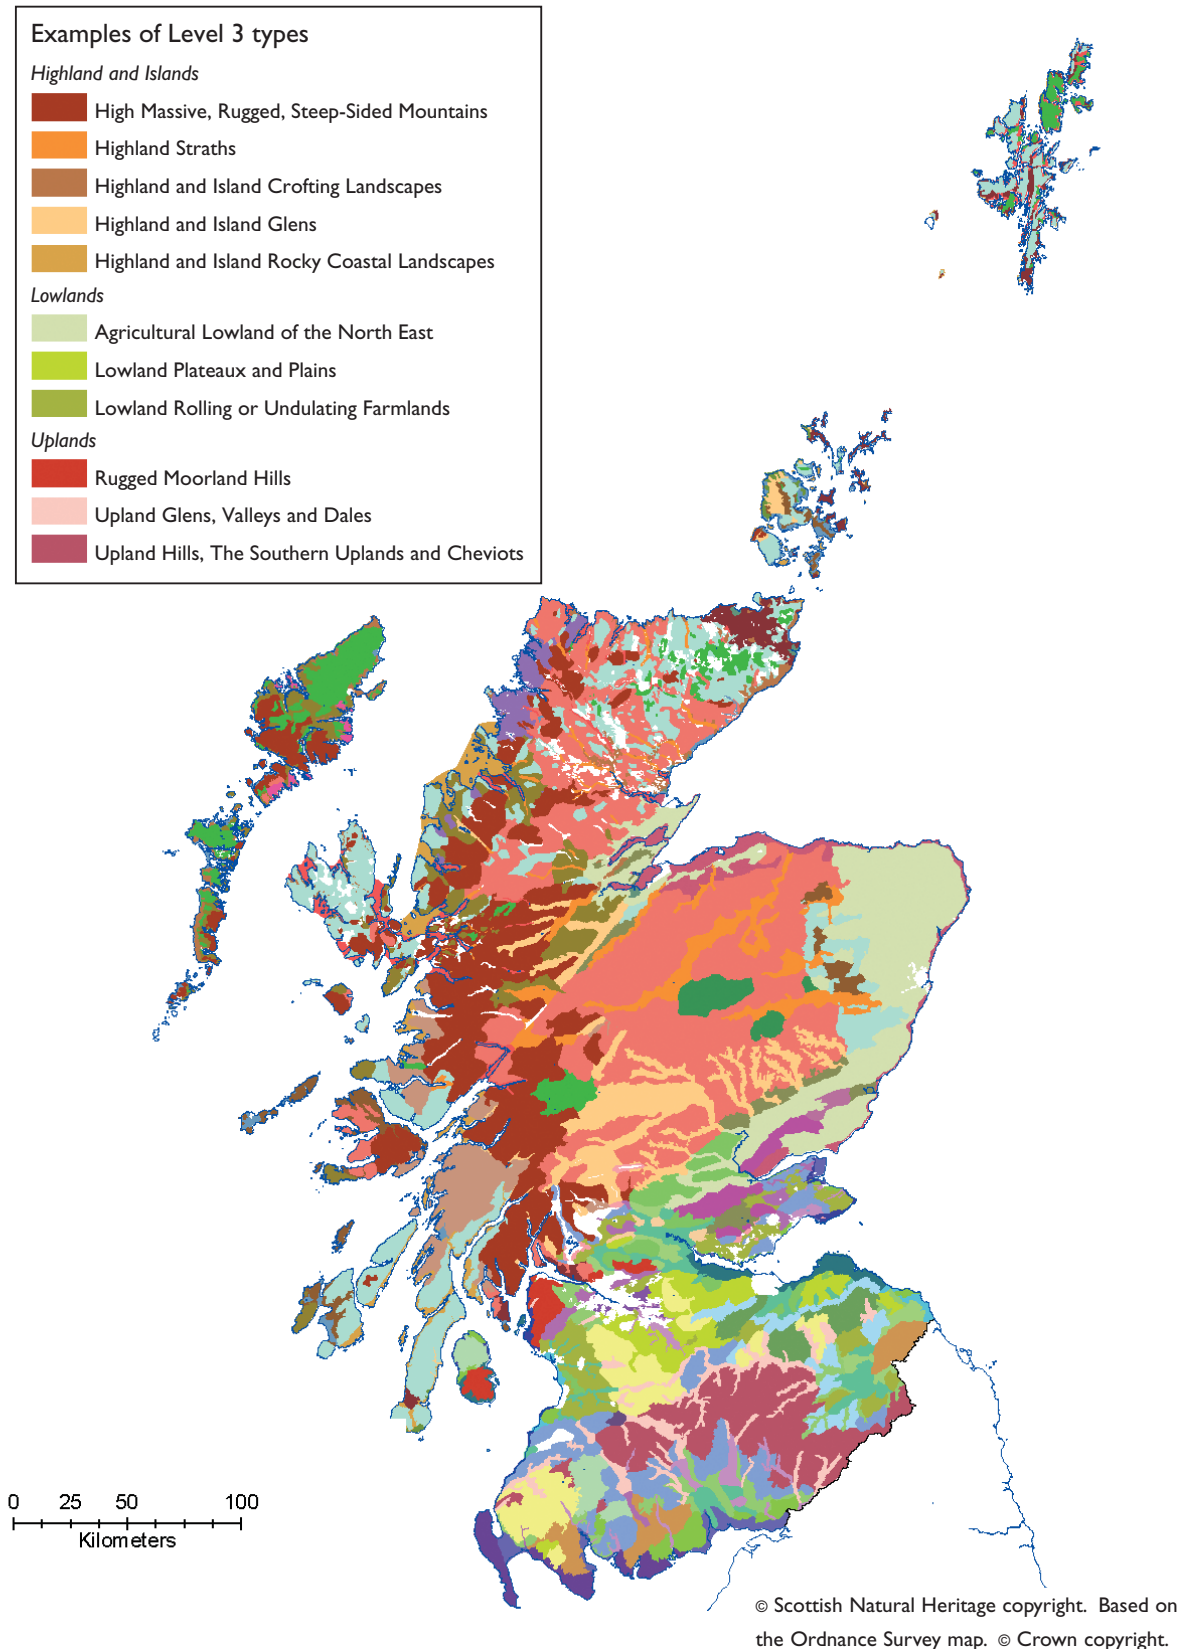 Examples of Level 3 types
Highland and Islands
High Massive, Rugged, Steep-Sided Mountains
Highland Straths
Highland and Island Crofting Landscapes
Highland and Island Glens
Highland and Island Rocky Coastal Landscapes
Lowlands
Agricultural Lowland of the North East
Lowland Plateaux and Plains
Lowland Rolling or Undulating Farmlands
Uplands
Rugged Moorland Hills
Upland Glens, Valleys and Dales
Upland Hills, The Southern Uplands and Cheviots
0 25 50 100
Kilometers
© Scottish Natural Heritage copyright. Based on
the Ordnance Survey map. © Crown copyright.